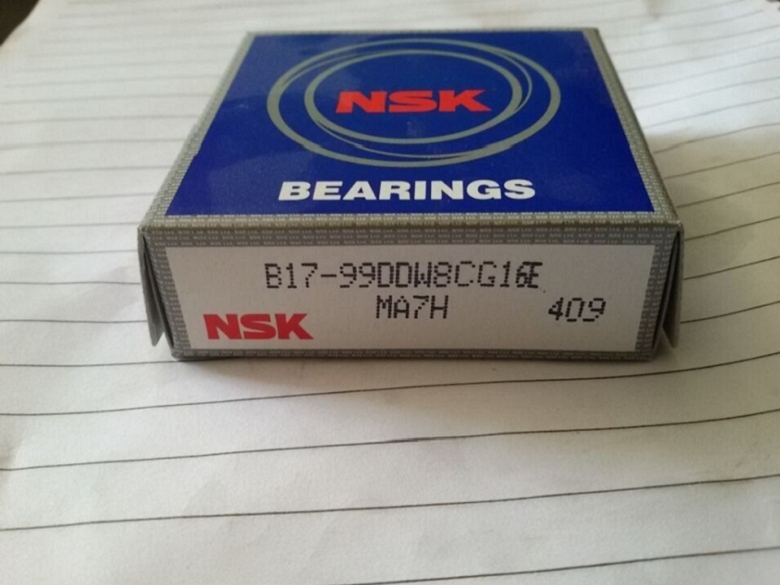 NSK
BEARINGS
B17-99DDW8CG16E
MA7H
409
NSK